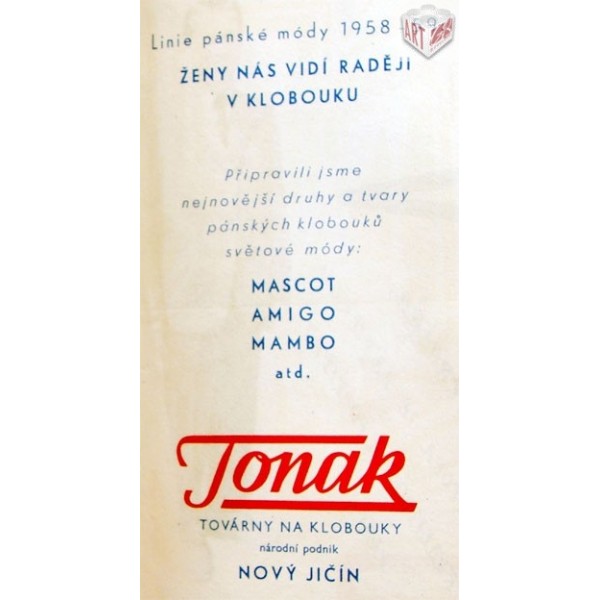 Linie pánské módy 1958
ŽENY NÁS VIDÍ RADĚJI
V KLOBOUKU
Připravili jsme
nejnovější druhy a tvary
pánských klobouků
světové módy:
MASCOT
AMIGO
MAMBO
atd.
Tonak
TOVÁRNY NA KLOBOUKY
národní podnik
NOVÝ JIČÍN
ART